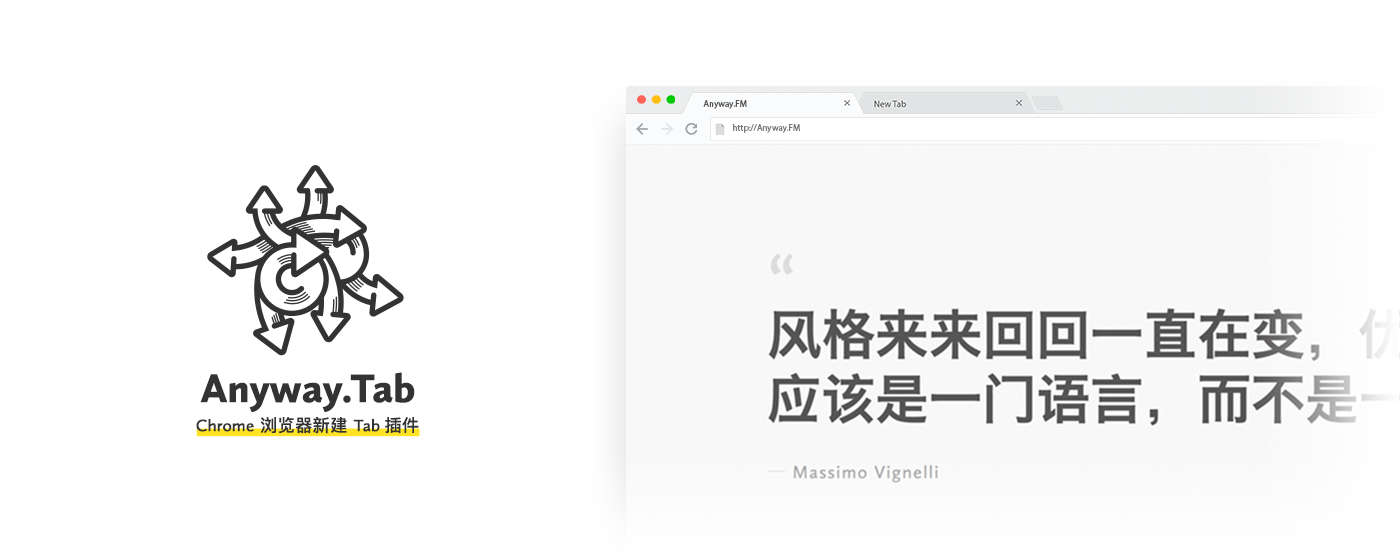 Anyway.Tab
Chrome 浏览器新建 Tab 插件
Anyway.FM
New Tab
http://Anyway.FM
“
风格来来回回一直在变，优
应该是一门语言，而不是一
— Massimo Vignelli